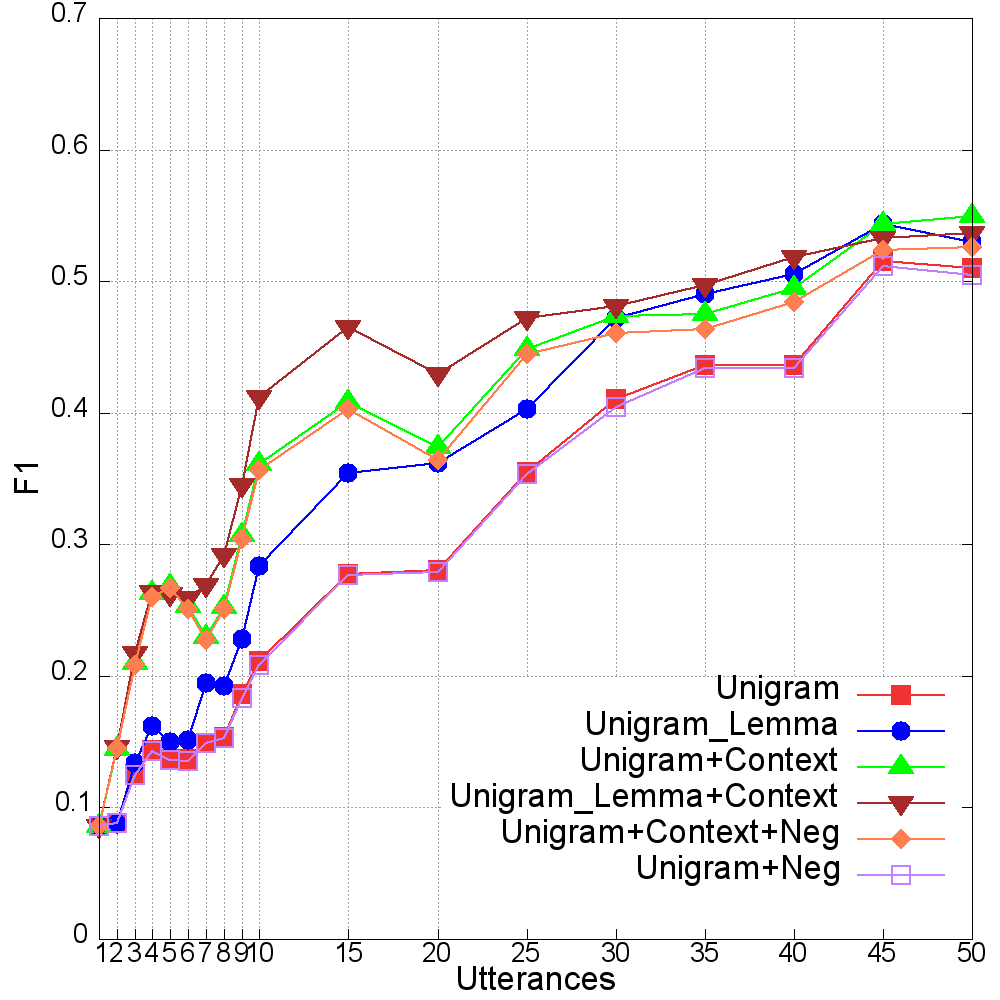 0.7
0.6
0.5
0.4
0.3
0.2
0.1
0
F1
Unigram
Unigram_Lemma
Unigram+Context
Unigram_Lemma+Context
Unigram+Context+Neg
Unigram+Neg
1 2 3 4 5 6 7 8 9 10 15 20 25 30 35 40 45 50
Utterances